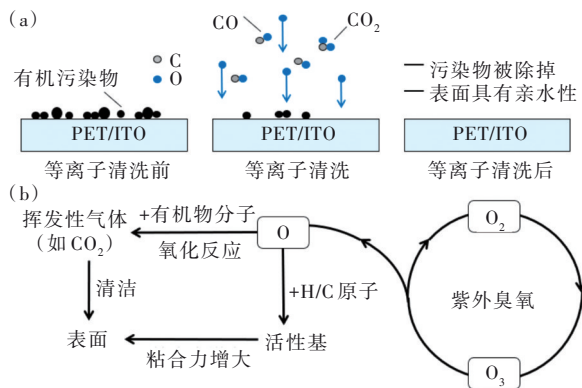 (a)
CO
CO₂
C
O
有机污染物
污染物被除掉
表面具有亲水性
PET/ITO
PET/ITO
PET/ITO
等离子清洗前
等离子清洗
等离子清洗后
(b)
挥发性气体
(如CO₂)
+有机物分子
氧化反应
O
O₂
清洁
+H/C原子
紫外臭氧
表面
粘合力增大
活性基
O₃